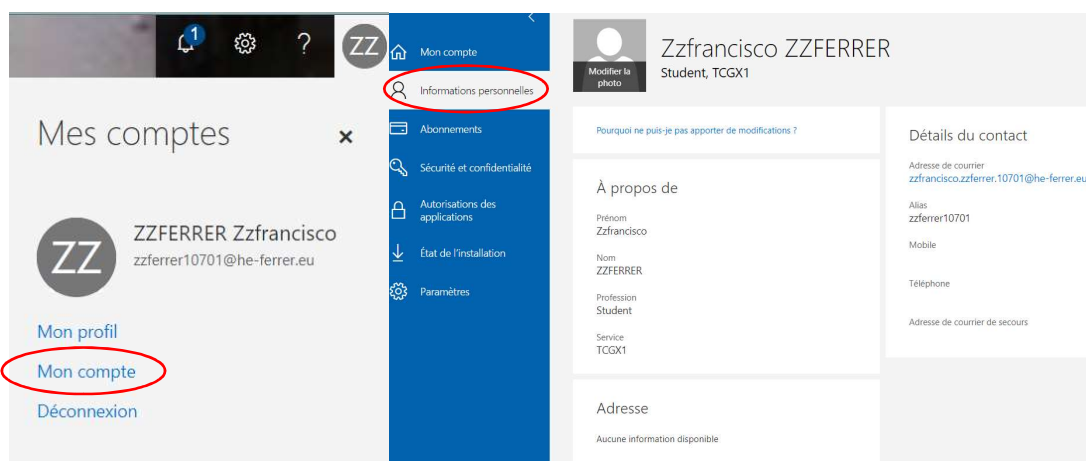 1
?
ZZ
Mes comptes
×
ZZ
ZZFERRER Zzfrancisco
zzferrer10701@he-ferrer.eu
Mon profil
Mon compte
Déconnexion
Mon compte
Informations personnelles
Abonnements
Sécurité et confidentialité
Autorisations des
applications
État de l'installation
Paramètres
Modifier la
photo
Zzfrancisco ZZFERRER
Student, TCGX1
Pourquoi ne puis-je pas apporter de modifications ?
À propos de
Prénom
Zzfrancisco
Nom
ZZFERRER
Profession
Student
Service
TCGX1
Adresse
Aucune information disponible
Détails du contact
Adresse de courrier
zzfrancisco.zzferrer.10701@he-ferrer.eu
Alias
zzferrer10701
Mobile
Téléphone
Adresse de courrier de secours